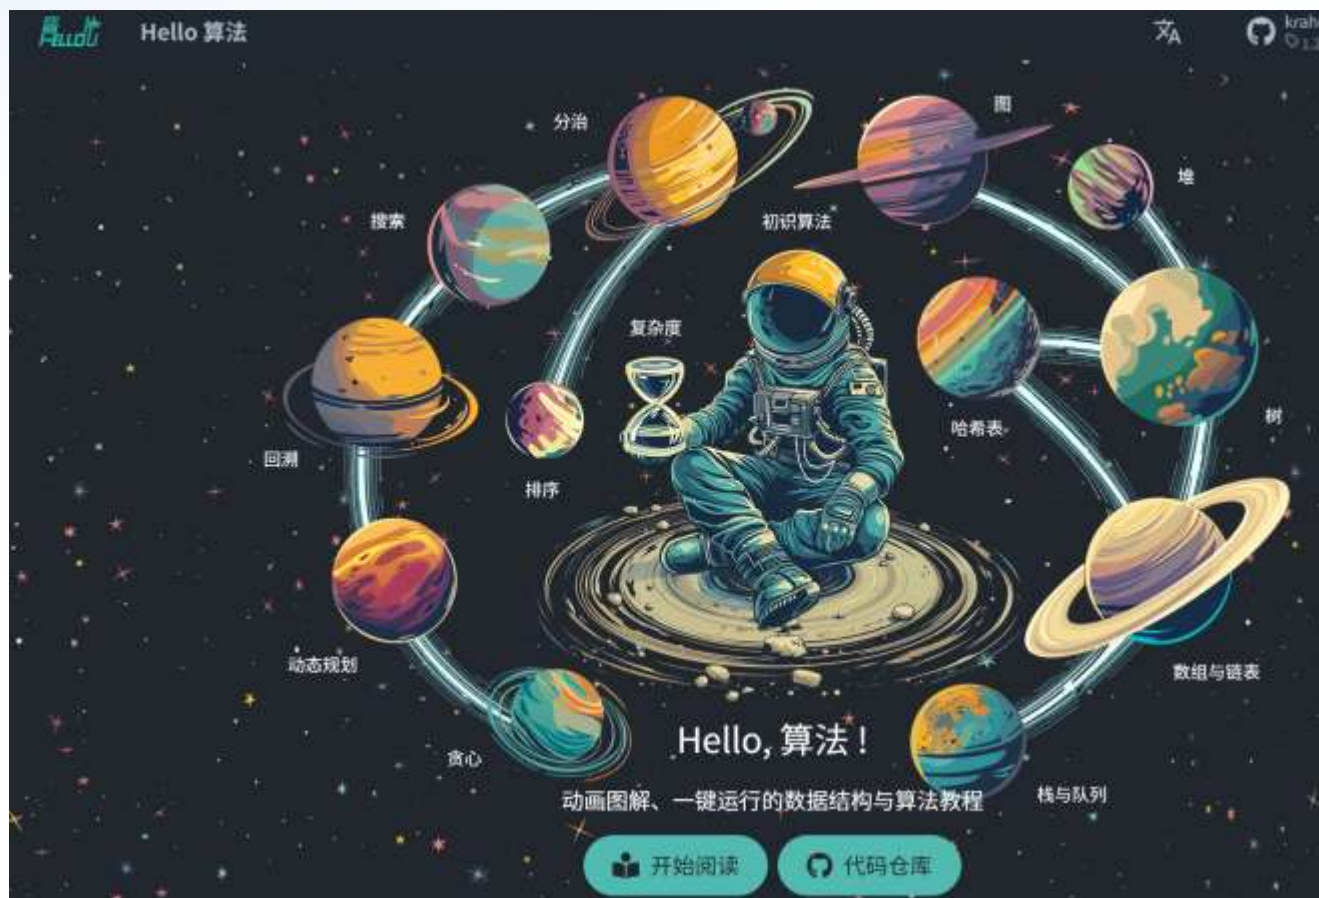 Hello 算法
图
分治
堆
搜索
初识算法
复杂度
树
哈希表
回溯
排序
动态规划
数组与链表
Hello, 算法！
贪心
栈与队列
动画图解、一键运行的数据结构与算法教程
开始阅读
代码仓库